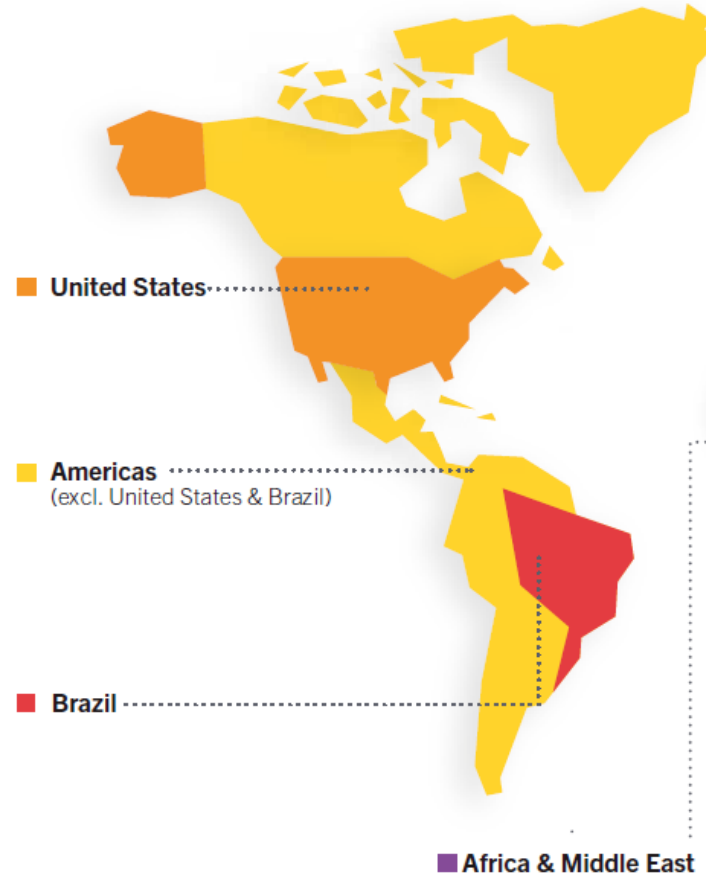 United States
Americas
(excl. United States & Brazil)
Brazil
Africa & Middle East